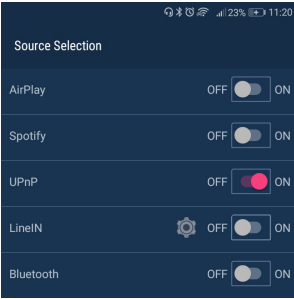 23% 11:20
Source Selection
AirPlay OFF ON
Spotify OFF ON
UPnP OFF ON
LineIN OFF ON
Bluetooth OFF ON